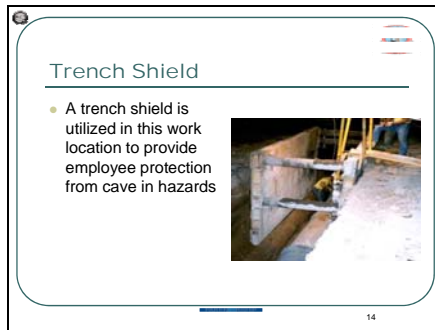 Trench Shield
A trench shield is
utilized in this work
location to provide
employee protection
from cave in hazards
14